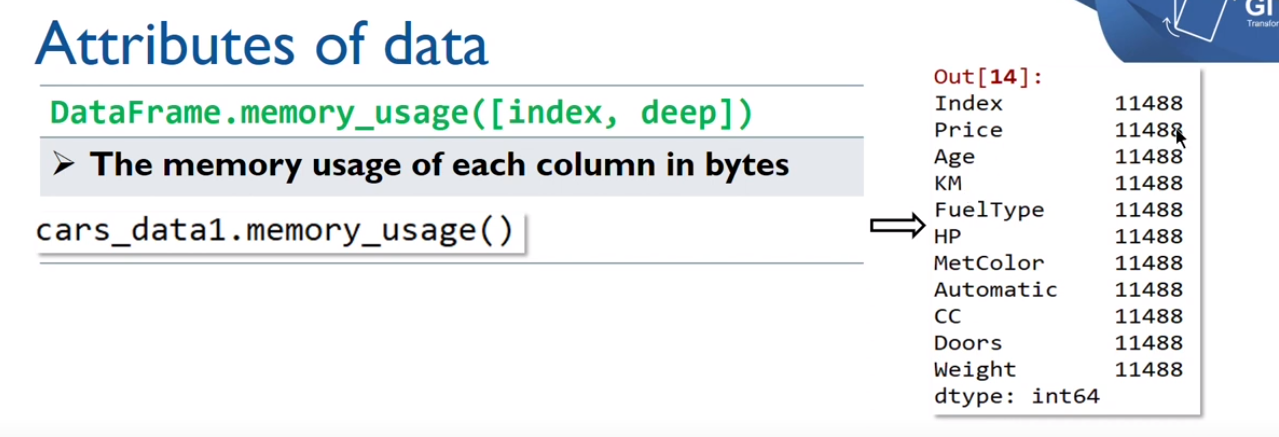 Attributes of data
DataFrame.memory_usage([index, deep])
➢ The memory usage of each column in bytes
cars_data1.memory_usage()
GI
Transfor
Out[14]:
Index 11488
Price 11488
Age 11488
KM 11488
FuelType 11488
HP 11488
MetColor 11488
Automatic 11488
CC 11488
Doors 11488
Weight 11488
dtype: int64